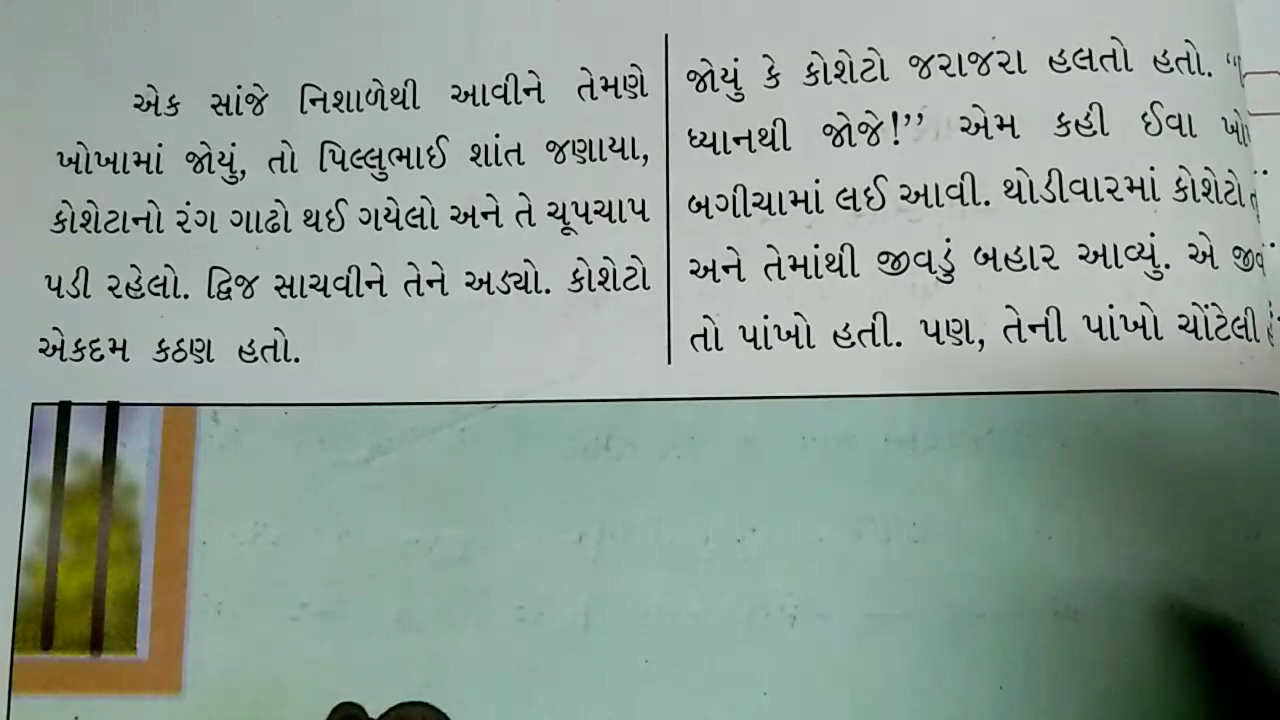 એક સાંજે નિશાળેથી આવીને તેમણે
ખોખામાં જોયું, તો પિલ્લુભાઈ શાંત જણાયા,
કોશેટાનો રંગ ગાઢો થઈ ગયેલો અને તે ચૂપચાપ
પડી રહેલો. દ્વિજ સાચવીને તેને અડ્યો. કોશેટો
એકદમ કઠણ હતો.
જોયું કે કોશેટો જરાજરા હલતો હતો.
ધ્યાનથી જોજે!” એમ કહી ઈવા
બગીચામાં લઈ આવી. થોડીવારમાં કોશેટો
અને તેમાંથી જીવડું બહાર આવ્યું. એ
તો પાંખો હતી. પણ, તેની પાંખો ચોંટેલી